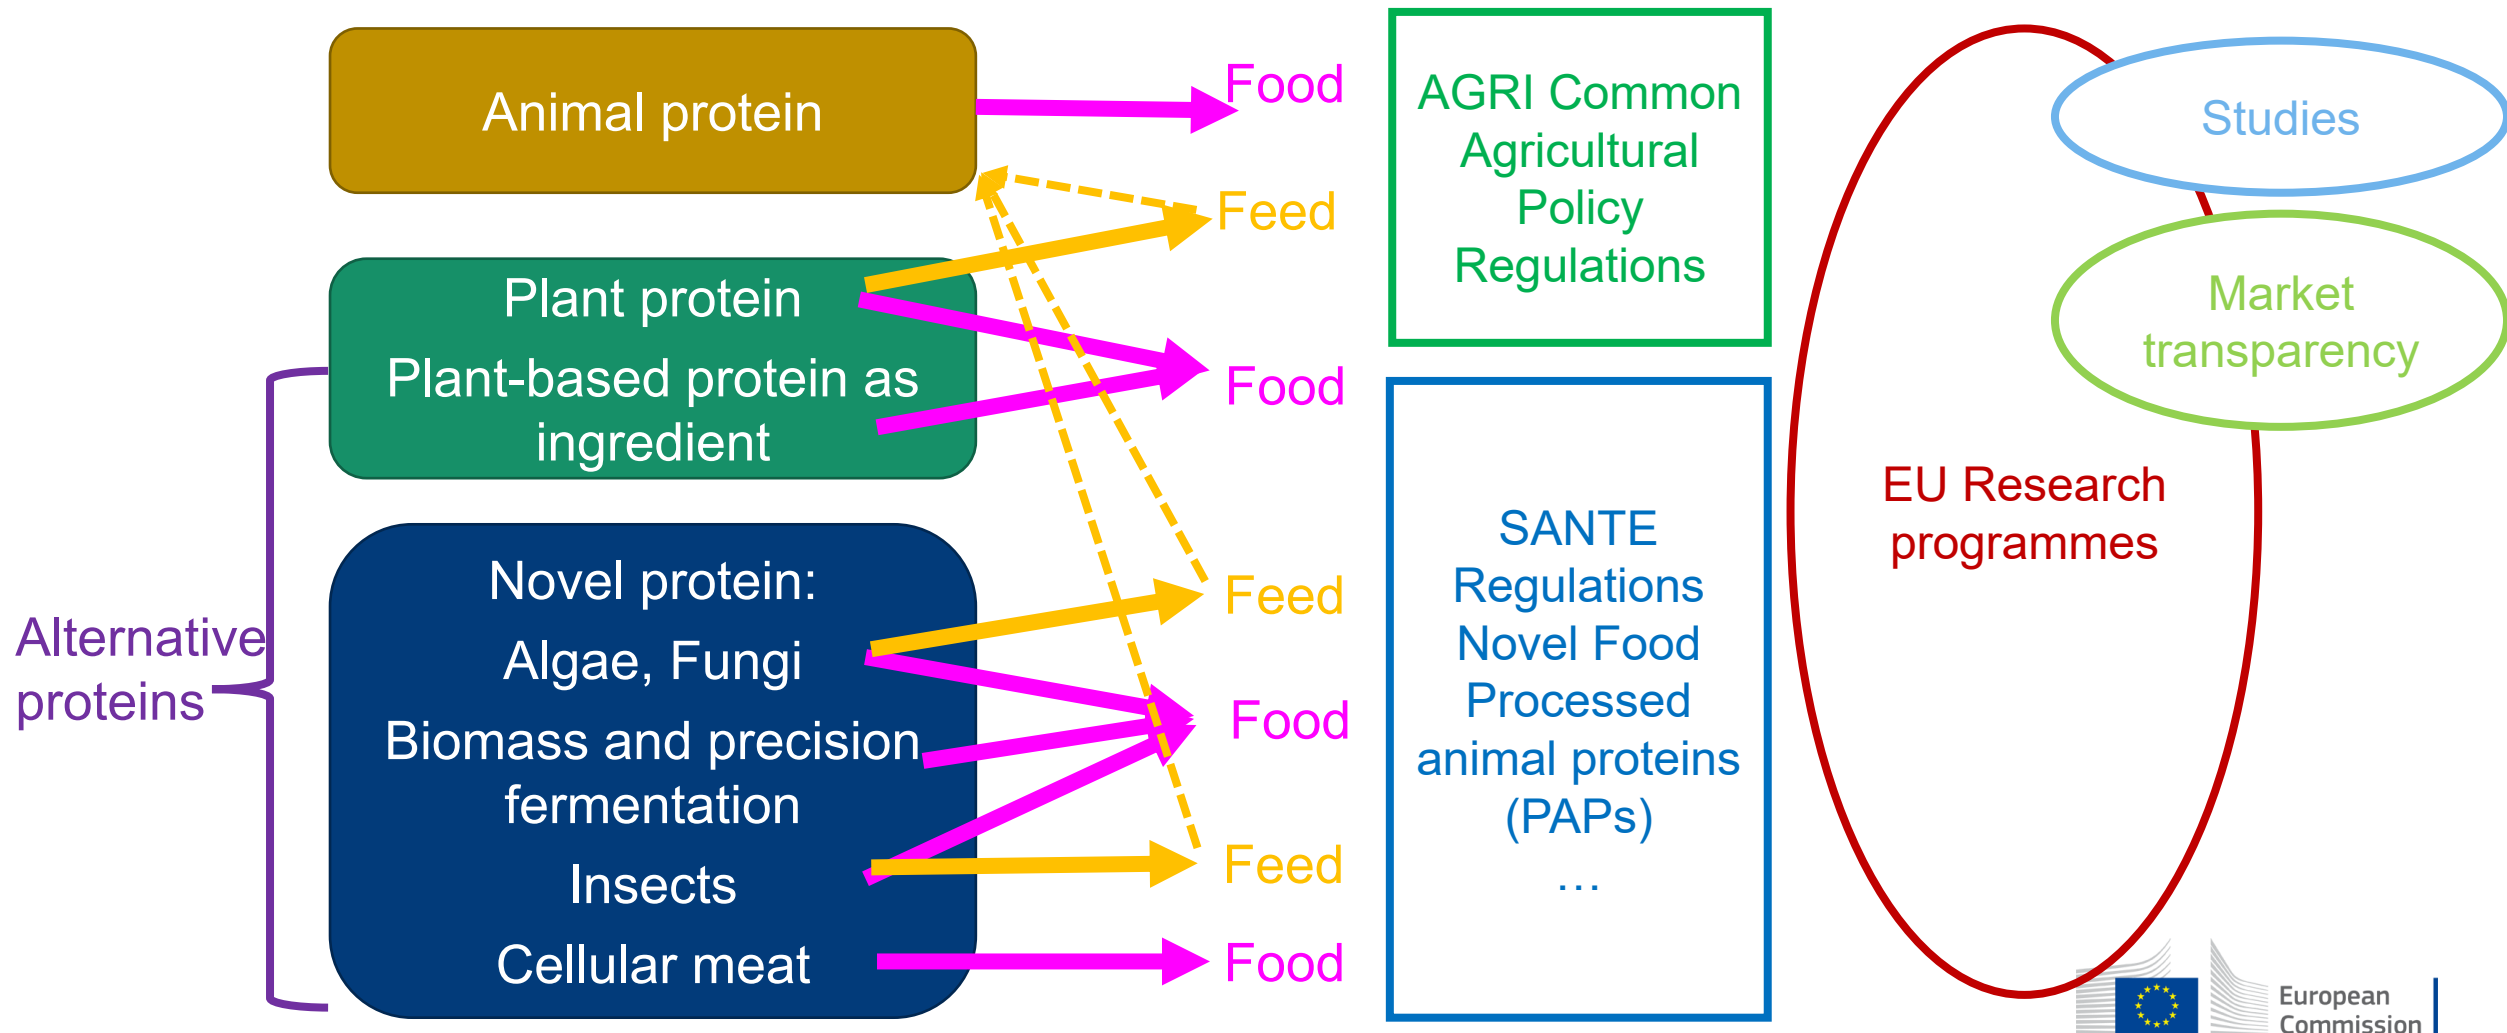 Animal protein
Plant protein
Plant-based protein as
ingredient
Novel protein:
Algae, Fungi
Biomass and precision
fermentation
Insects
Cellular meat
Alternative
proteins
Food
Feed
Food
Feed
Food
Feed
Food
AGRI Common
Agricultural
Policy
Regulations
SANTE
Regulations
Novel Food
Processed
animal proteins
(PAPs)
…
EU Research
programmes
Studies
Market
transparency
European
Commission